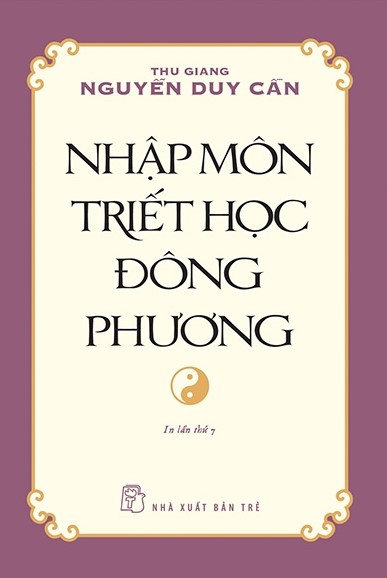 THU GIANG
NGUYỄN DUY CẦN
NHẬP MÔN
TRIẾT HỌC
ĐÔNG
PHƯƠNG
In lần thứ 7
NHÀ XUẤT BẢN TRẺ